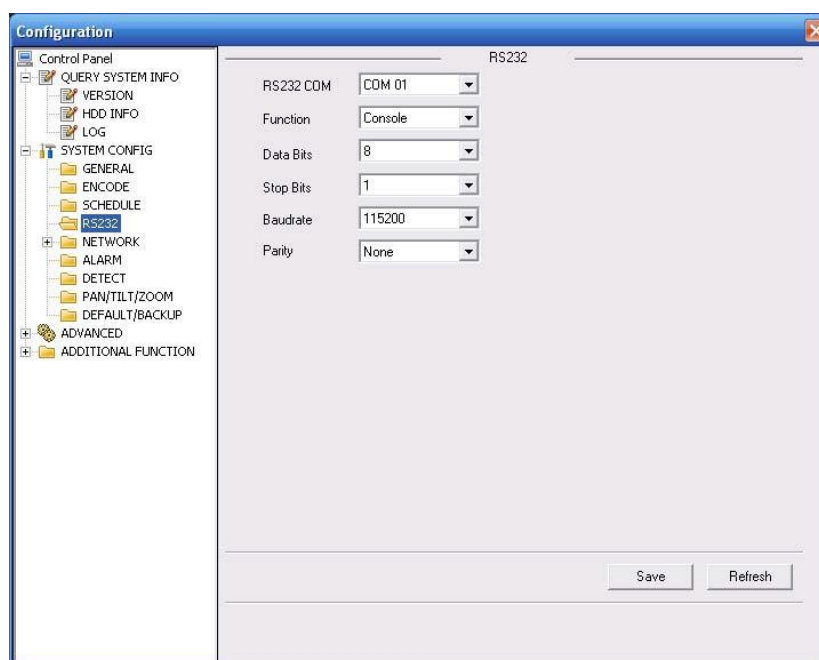 Configuration
Control Panel
QUERY SYSTEM INFO
VERSION
HDD INFO
LOG
SYSTEM CONFIG
GENERAL
ENCODE
SCHEDULE
RS232
NETWORK
ALARM
DETECT
PAN/TILT/ZOOM
DEFAULT/BACKUP
ADVANCED
ADDITIONAL FUNCTION
RS232
RS232 COM COM 01
Function Console
Data Bits 8
Stop Bits 1
Baudrate 115200
Parity None
Save Refresh